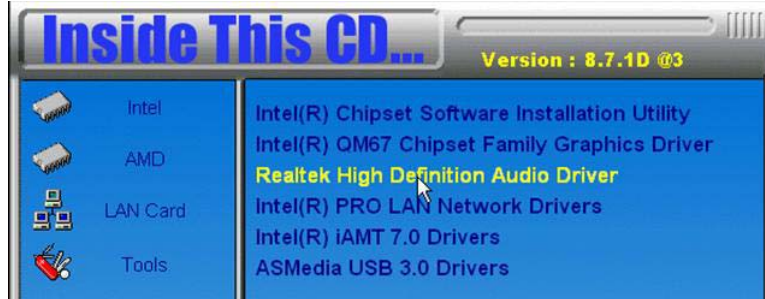 Inside This CD...
Version : 8.7.1D @3
Intel
AMD
LAN Card
Tools
Intel(R) Chipset Software Installation Utility
Intel(R) QM67 Chipset Family Graphics Driver
Realtek High Definition Audio Driver
Intel(R) PRO LAN Network Drivers
Intel(R) iAMT 7.0 Drivers
ASMedia USB 3.0 Drivers